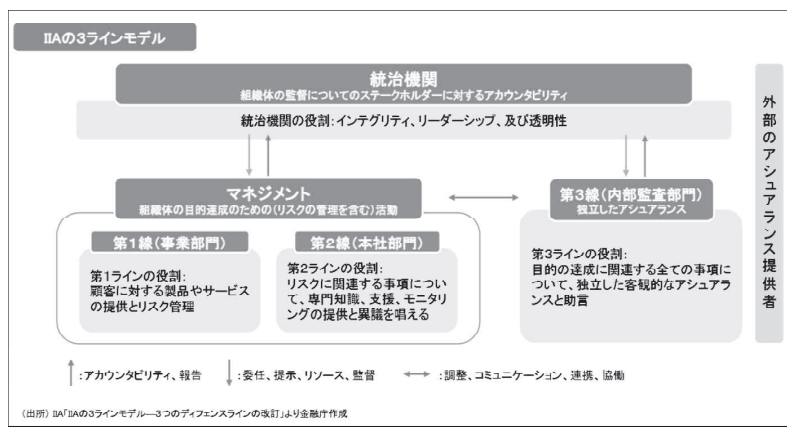 IIAの3ラインモデル
統治機関
組織体の監督についてのステークホルダーに対するアカウンタビリティ
統治機関の役割:インテグリティ、リーダーシップ、及び透明性
マネジメント
組織体の目的達成のための(リスクの管理を含む)活動
第1線(事業部門)
第1ラインの役割:
顧客に対する製品やサービス
の提供とリスク管理
第2線(本社部門)
第2ラインの役割:
リスクに関連する事項につい
て、専門知識、支援、モニタ
リングの提供と異議を唱える
第3線(内部監査部門)
独立したアシュアランス
第3ラインの役割:
目的の達成に関連する全ての事項に
ついて、独立した客観的なアシュアラ
ンスと助言
外部のアシュアランス提供者
:アカウンタビリティ、報告
:委任、提示、リソース、監督
:調整、コミュニケーション、連携、協働
(出所) IIA「IIAの3ラインモデル―3つのディフェンスラインの改訂」より金融庁作成